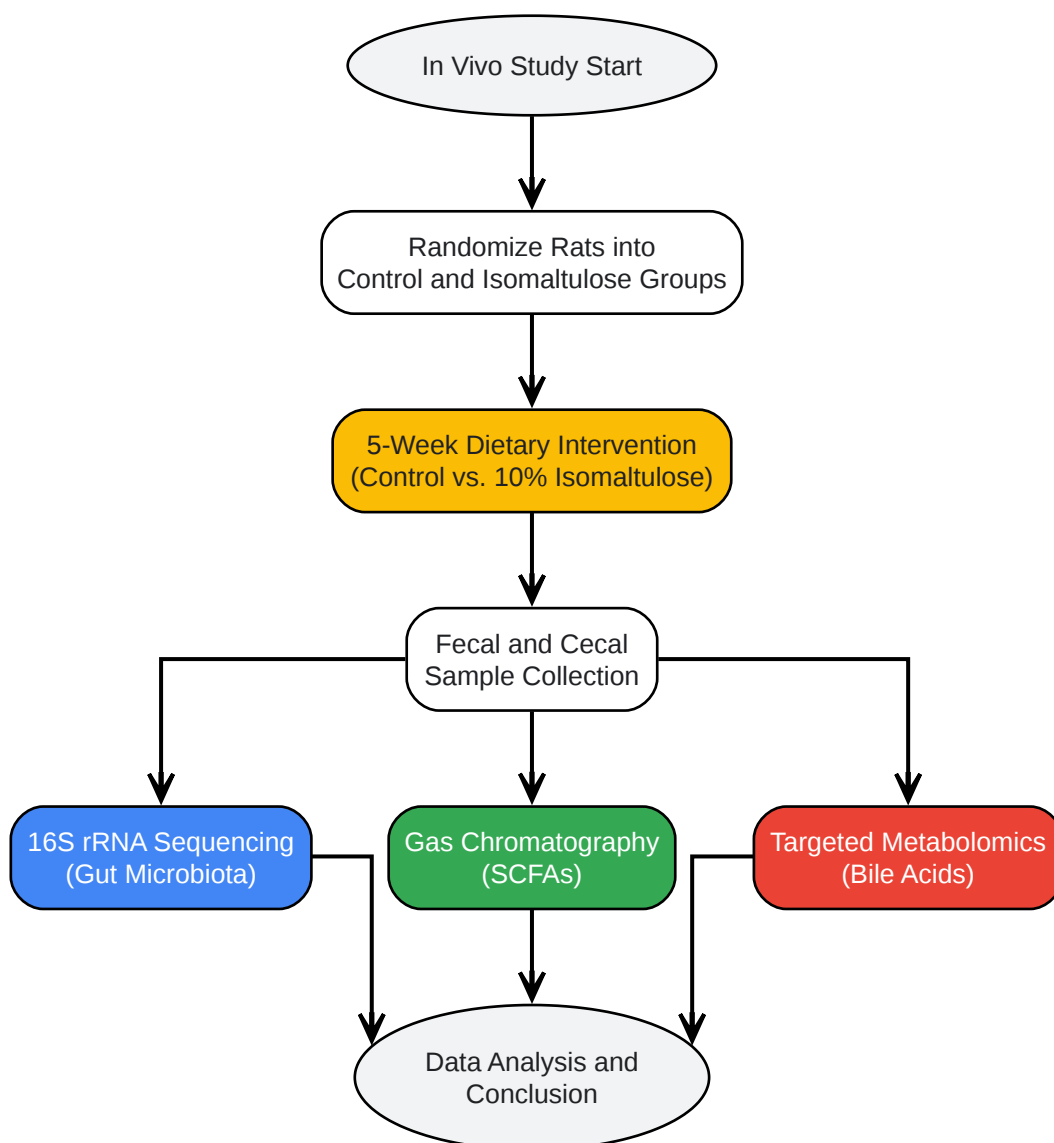 In Vivo Study Start
Randomize Rats into
Control and Isomaltulose Groups
5-Week Dietary Intervention
(Control vs. 10% Isomaltulose)
Fecal and Cecal
Sample Collection
16S rRNA Sequencing
(Gut Microbiota)
Gas Chromatography
(SCFAs)
Targeted Metabolomics
(Bile Acids)
Data Analysis and
Conclusion